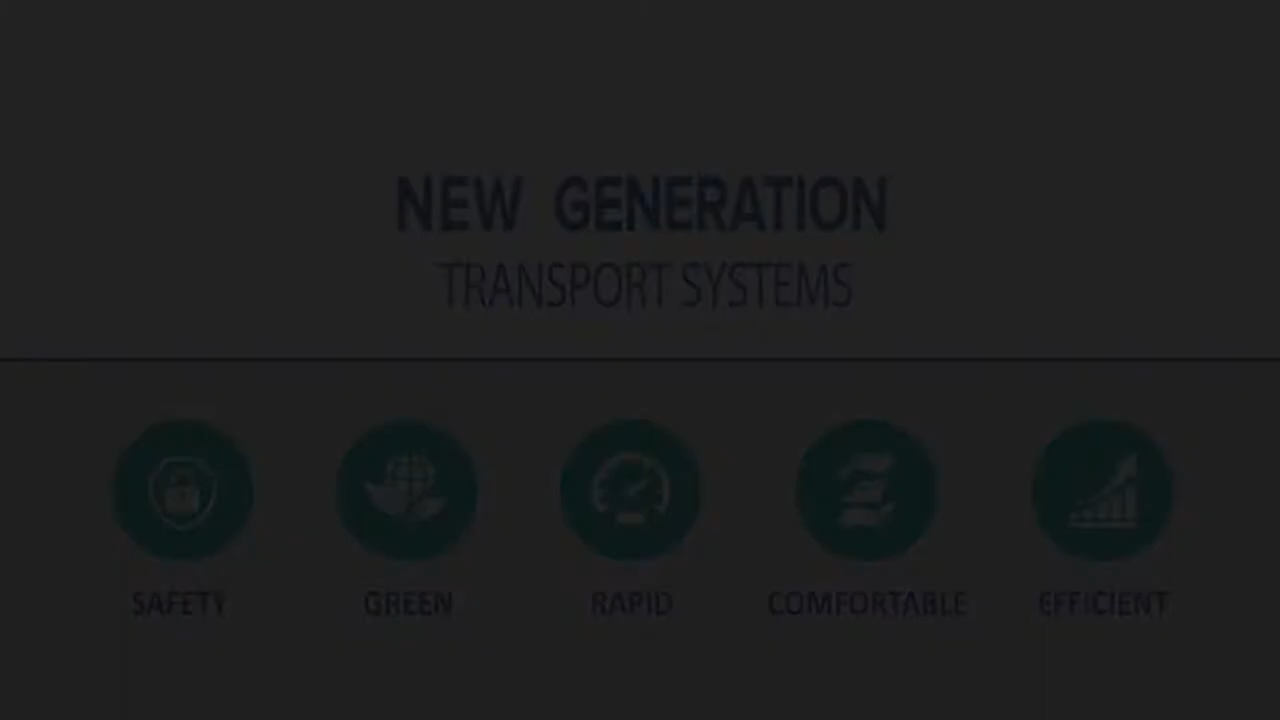 NEW GENERATION
TRANSPORT SYSTEMS
SAFETY
GREEN
RAPID
COMFORTABLE
EFFICIENT